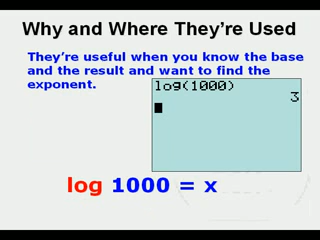 Why and Where They're Used
They're useful when you know the base
and the result and want to find the
exponent.
log(1000)
3
log 1000 = x